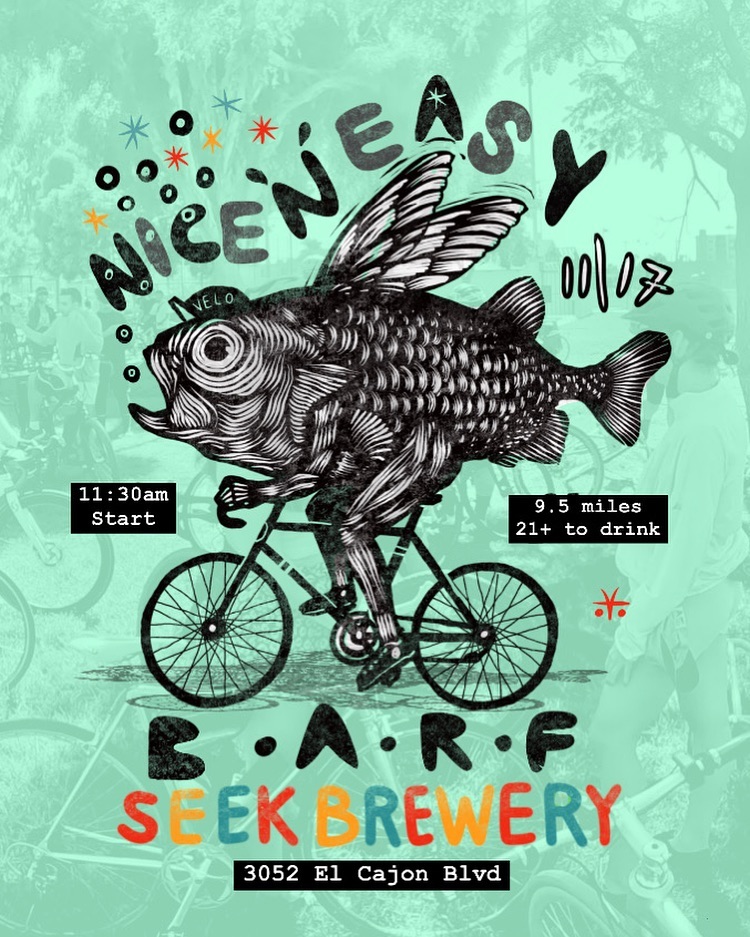 NICE 'N' EASY
11/17
VELO
11:30am
Start
9.5 miles
21+ to drink
B.A.R.F
SEEK BREWERY
3052 El Cajon Blvd